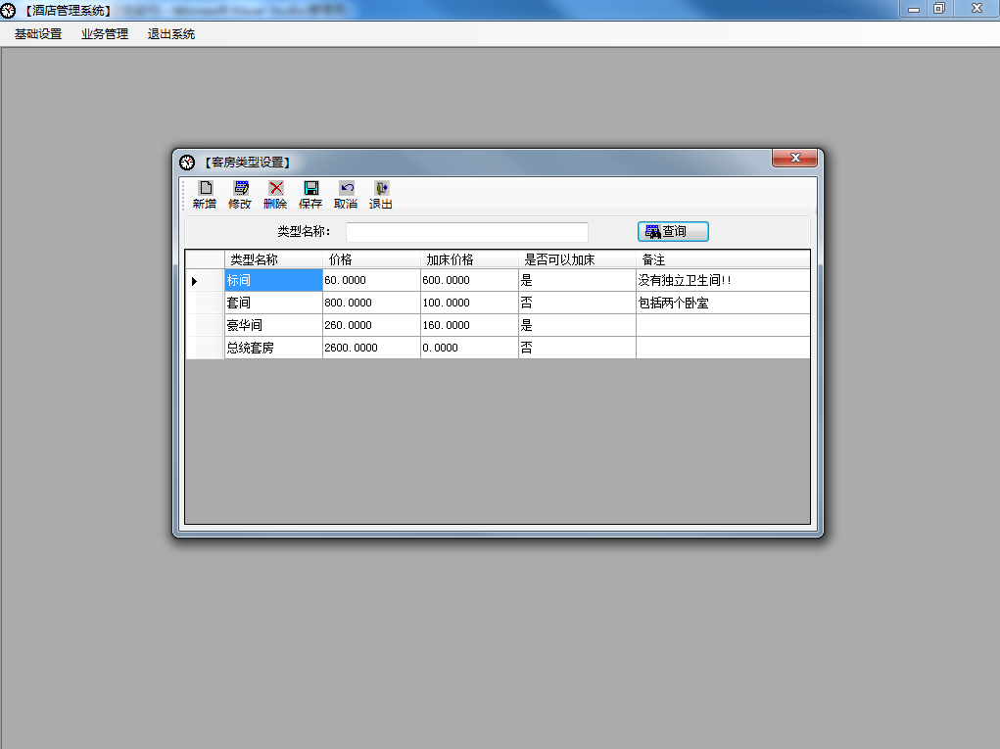 【酒店管理系统】
基础设置 业务管理 退出系统
【客房类型设置】
新增 修改 删除 保存 取消 退出
类型名称： 查询
类型名称 价格 加床价格 是否可以加床 备注
标间 60.0000 600.0000 是 没有独立卫生间!!
套间 800.0000 100.0000 否 包括两个卧室
豪华间 260.0000 160.0000 是
总统套房 2600.0000 0.0000 否